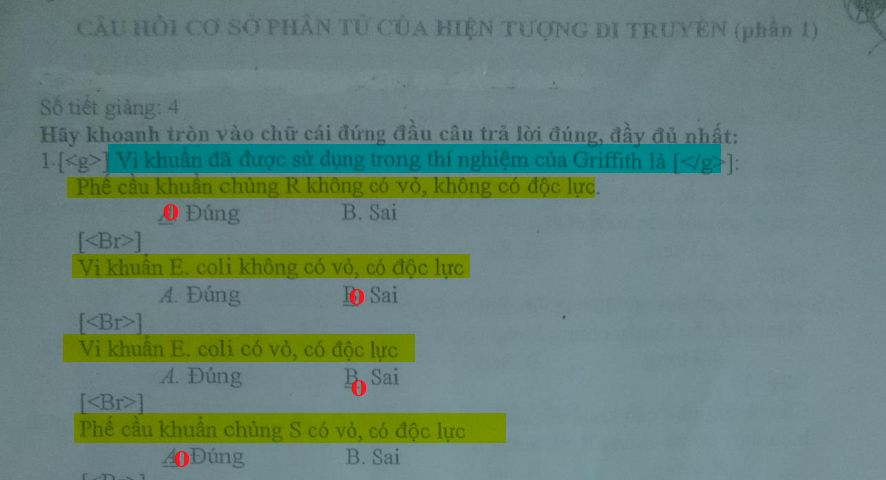 CÂU HỎI CƠ SỞ PHÂN TỬ CỦA HIỆN TƯỢNG DI TRUYỀN (phần 1)
Số tiết giảng: 4
Hãy khoanh tròn vào chữ cái đứng đầu câu trả lời đúng, đầy đủ nhất:
1.[<g>] Vi khuẩn đã được sử dụng trong thí nghiệm của Griffith là [</g>]:
Phế cầu khuẩn chủng R không có vỏ, không có độc lực.
A. Đúng B. Sai
[<Br>]
Vi khuẩn E. coli không có vỏ, có độc lực
A. Đúng B. Sai
[<Br>]
Vi khuẩn E. coli có vỏ, có độc lực
A. Đúng B. Sai
[<Br>]
Phế cầu khuẩn chủng S có vỏ, có độc lực
A. Đúng B. Sai
[<Br>]